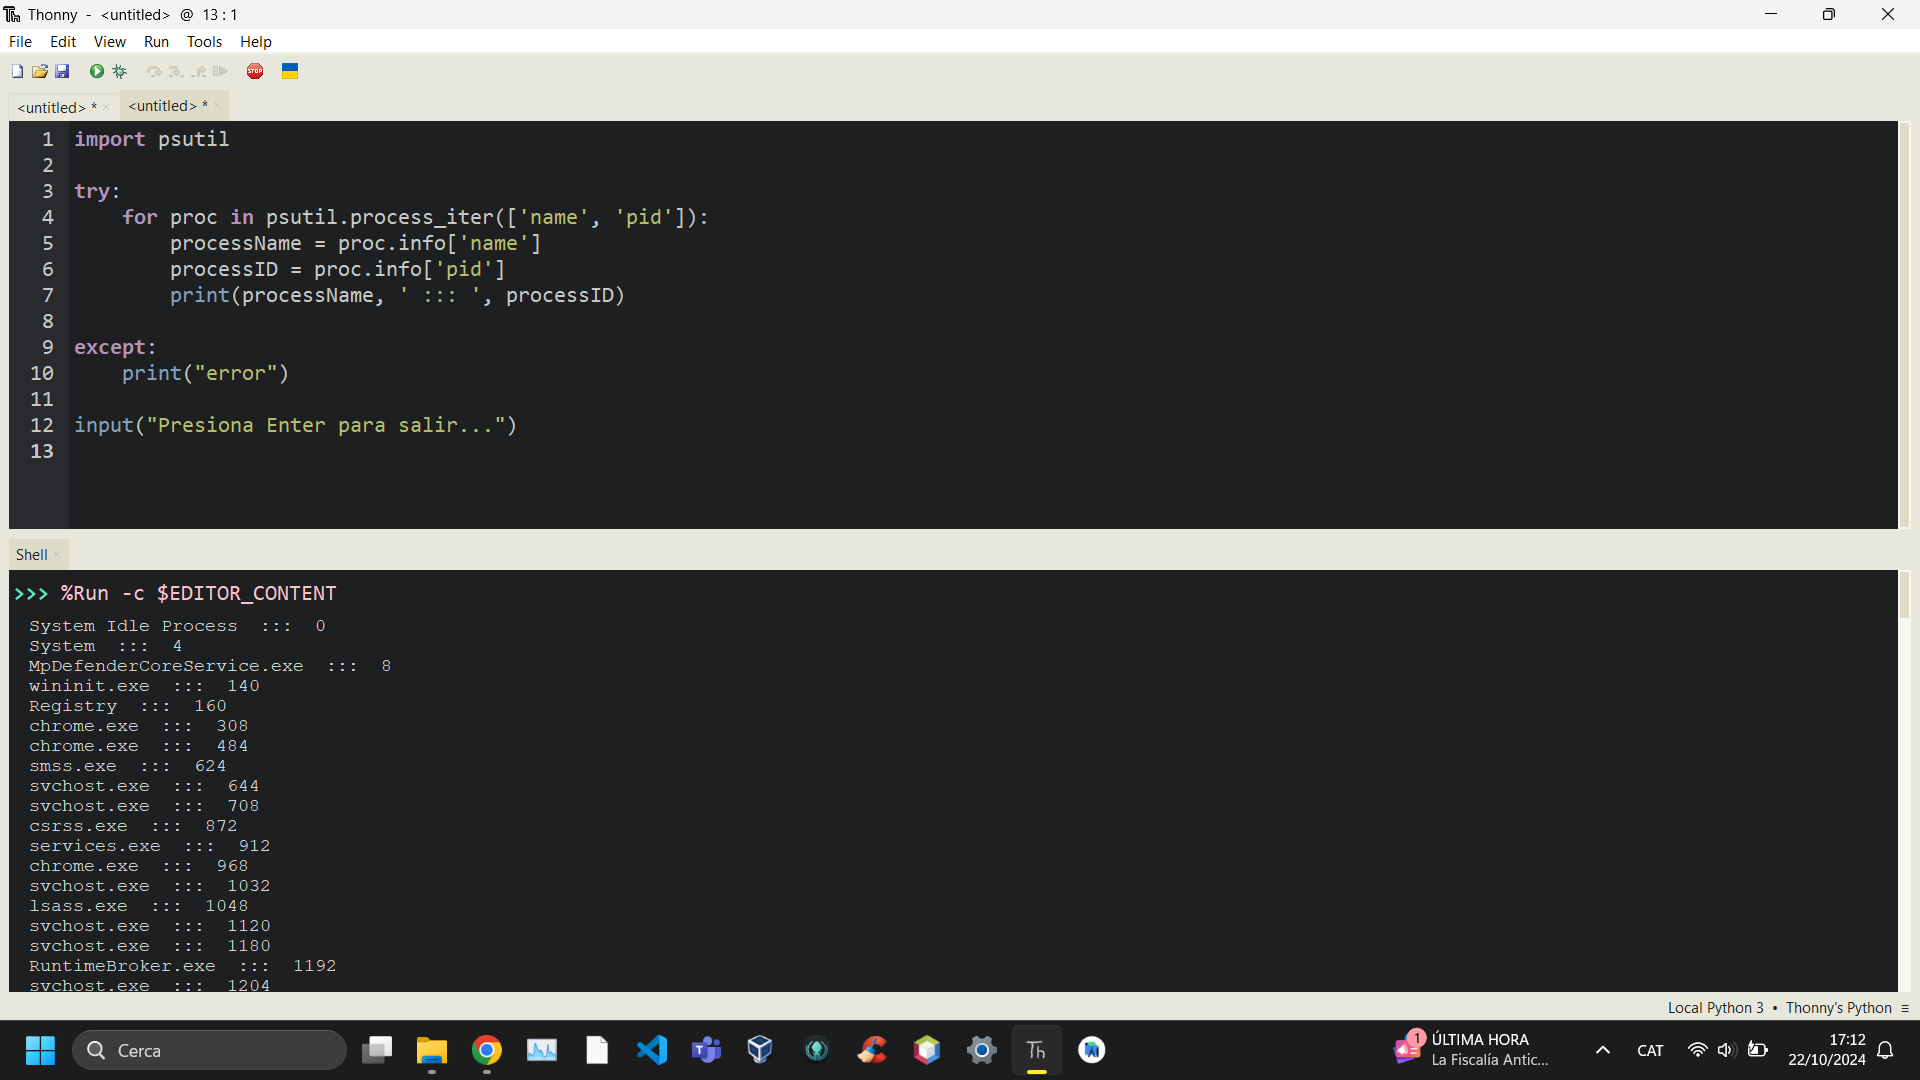 Thonny - <untitled> @ 13 : 1
File Edit View Run Tools Help
STOP
<untitled> * × <untitled> * ×
1 import psutil
2
3 try:
4     for proc in psutil.process_iter(['name', 'pid']):
5         processName = proc.info['name']
6         processID = proc.info['pid']
7         print(processName, ' ::: ', processID)
8
9 except:
10     print("error")
11
12 input("Presiona Enter para salir...")
13
Shell ×
>>> %Run -c $EDITOR_CONTENT
System Idle Process  :::  0
System  :::  4
MpDefenderCoreService.exe  :::  8
wininit.exe  :::  140
Registry  :::  160
chrome.exe  :::  308
chrome.exe  :::  484
smss.exe  :::  624
svchost.exe  :::  644
svchost.exe  :::  708
csrss.exe  :::  872
services.exe  :::  912
chrome.exe  :::  968
svchost.exe  :::  1032
lsass.exe  :::  1048
svchost.exe  :::  1120
svchost.exe  :::  1180
RuntimeBroker.exe  :::  1192
svchost.exe  :::  1204
Local Python 3 • Thonny's Python ≡
Cerca
Th
1
ÚLTIMA HORA
La Fiscalía Antic...
CAT
17:12
22/10/2024